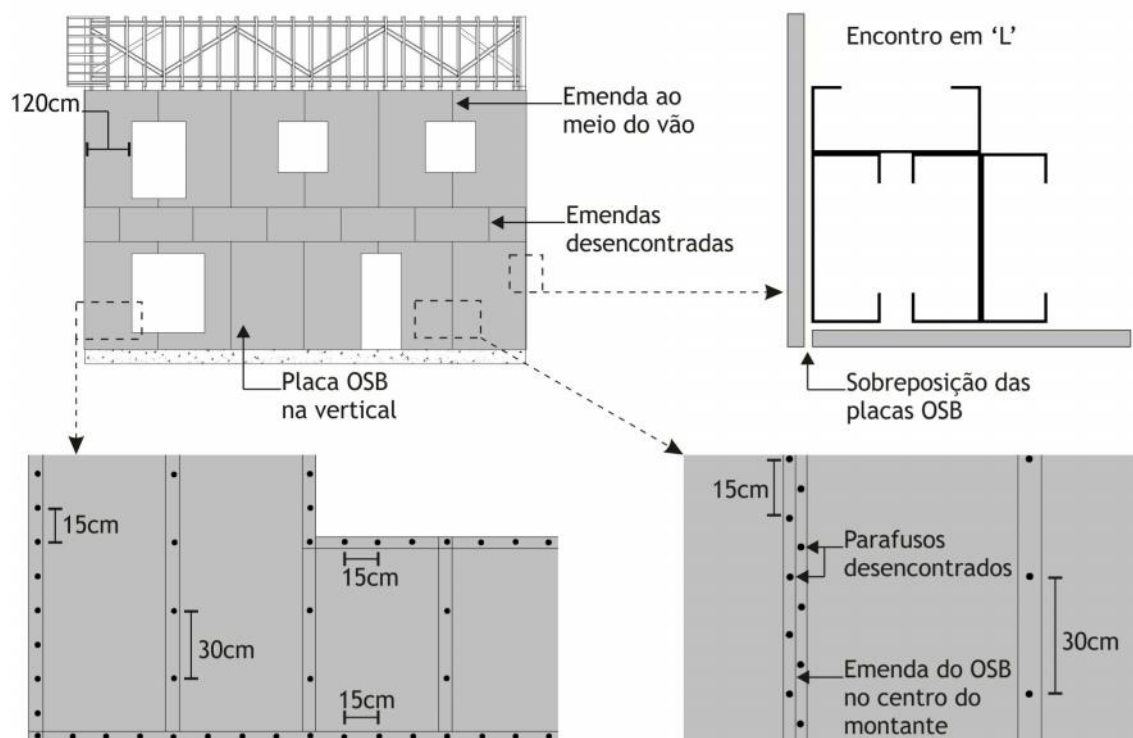 Encontro em ‘L’
120cm
Emenda ao
meio do vão
Emendas
desencontradas
Placa OSB
na vertical
Sobreposição das
placas OSB
15cm
15cm
30cm
15cm
15cm
Parafusos
desencontrados
30cm
Emenda do OSB
no centro do
montante